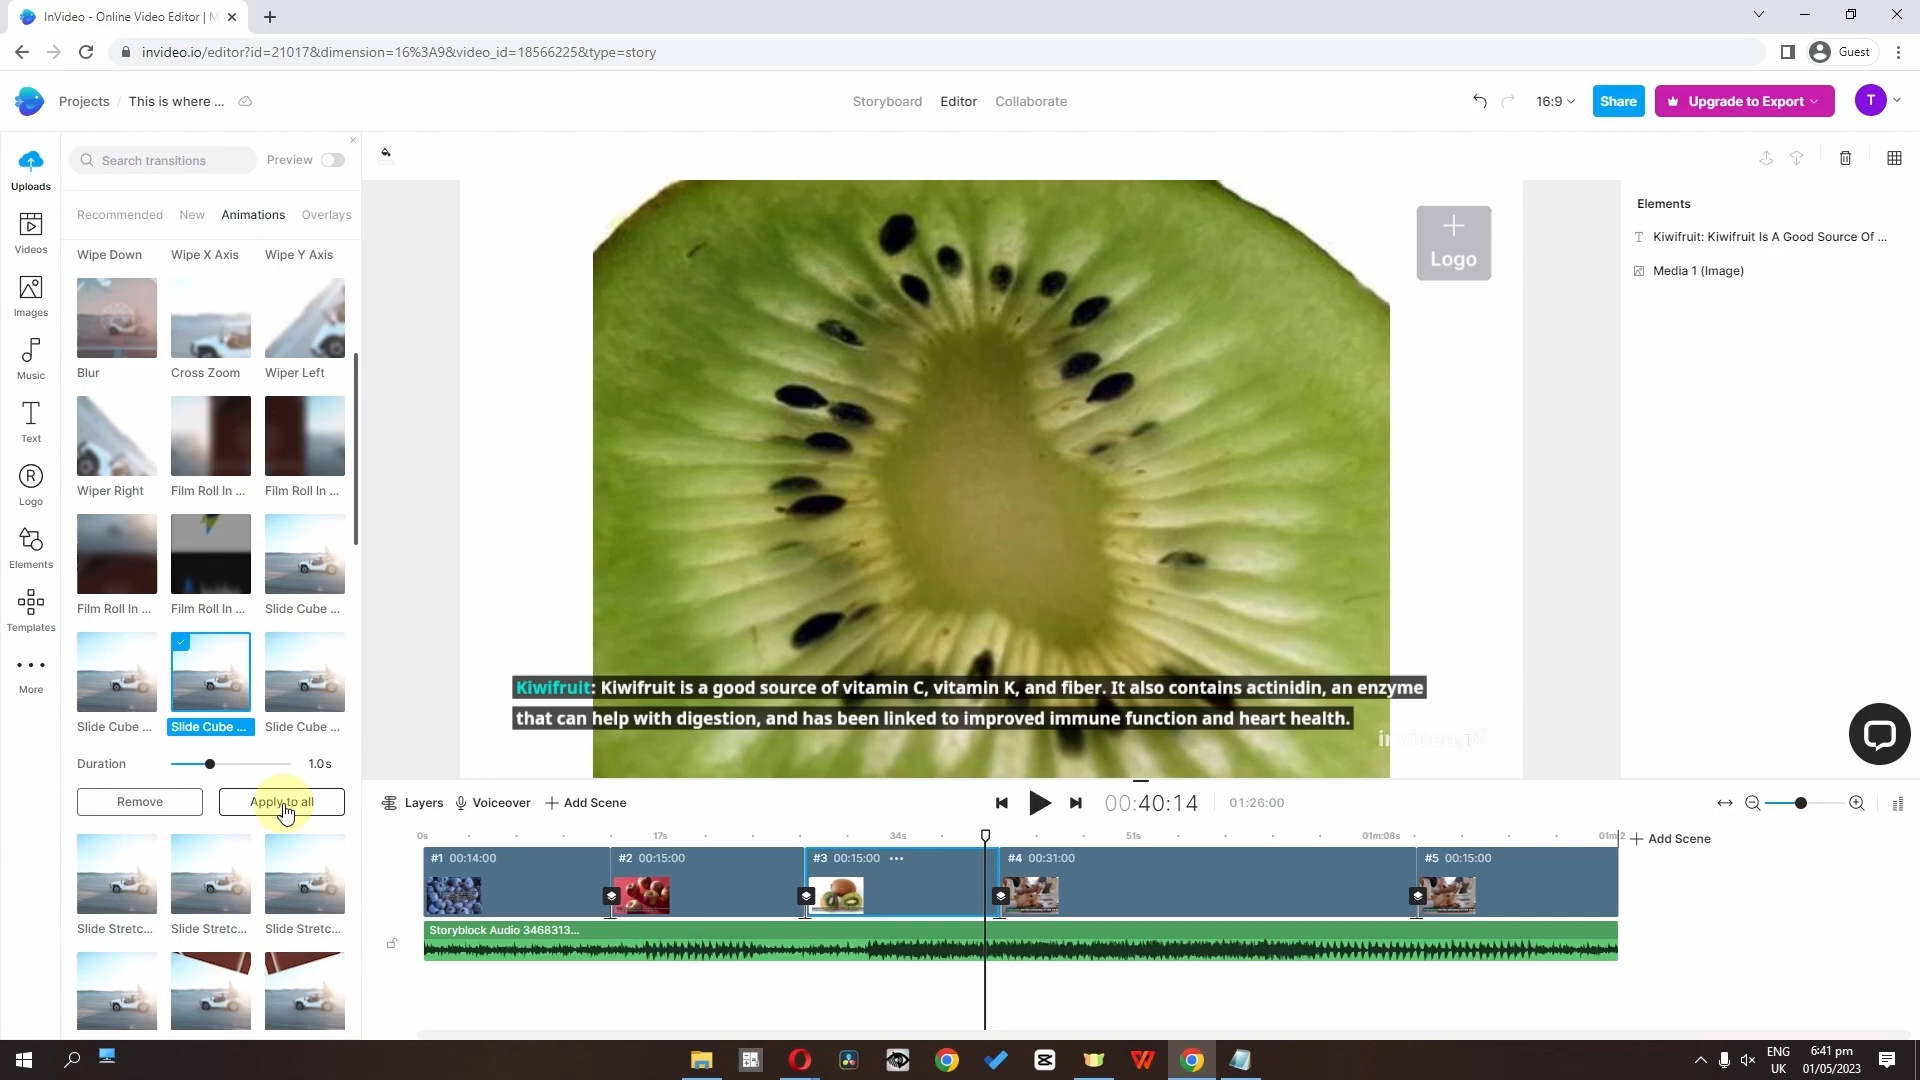 InVideo - Online Video Editor | M
invideo.io/editor?id=21017&dimension=16%3A9&video_id=18566225&type=story
Guest
Projects / This is where ...
Storyboard Editor Collaborate
16:9
Share
Upgrade to Export
T
Search transitions
Preview
Recommended New Animations Overlays
Wipe Down Wipe X Axis Wipe Y Axis
Blur Cross Zoom Wiper Left
Wiper Right Film Roll In ... Film Roll In ...
Film Roll In ... Film Roll In ... Slide Cube ...
Slide Cube ... Slide Cube ... Slide Cube ...
Duration 1.0s
Remove Apply to all
Slide Stretc... Slide Stretc... Slide Stretc...
Uploads
Videos
Images
Music
Text
Logo
Elements
Templates
More
Logo
Kiwifruit: Kiwifruit is a good source of vitamin C, vitamin K, and fiber. It also contains actinidin, an enzyme
that can help with digestion, and has been linked to improved immune function and heart health.
Elements
Kiwifruit: Kiwifruit Is A Good Source Of ...
Media 1 (Image)
Layers Voiceover Add Scene
00:40:14 01:26:00
0s 17s 34s 51s 01m:08s
Add Scene
#1 00:14:00 #2 00:15:00 #3 00:15:00 ••• #4 00:31:00 #5 00:15:00
Storyblock Audio 3468313...
ENG
UK
6:41 pm
01/05/2023